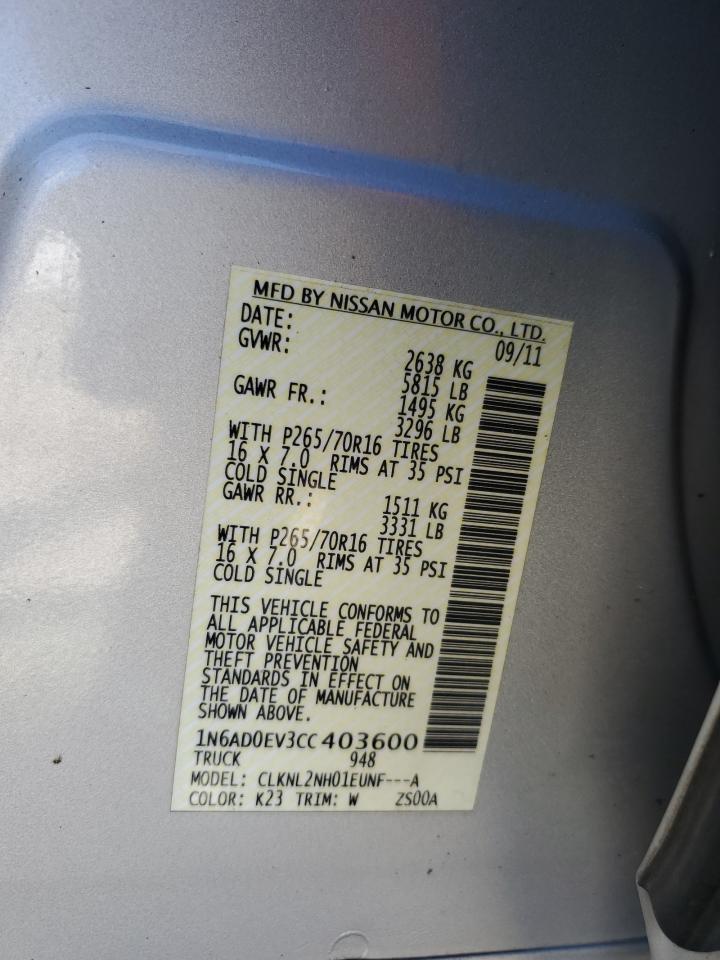 MFD BY NISSAN MOTOR CO., LTD.
DATE: 09/11
GVWR: 2638 KG
5815 LB
GAWR FR.: 1495 KG
3296 LB
WITH P265/70R16 TIRES
16 X 7.0 RIMS AT 35 PSI
COLD SINGLE
GAWR RR.: 1511 KG
3331 LB
WITH P265/70R16 TIRES
16 X 7.0 RIMS AT 35 PSI
COLD SINGLE
THIS VEHICLE CONFORMS TO
ALL APPLICABLE FEDERAL
MOTOR VEHICLE SAFETY AND
THEFT PREVENTION
STANDARDS IN EFFECT ON
THE DATE OF MANUFACTURE
SHOWN ABOVE.
1N6AD0EV3CC403600
TRUCK 948
MODEL: CLKNL2NH01EUNF---A
COLOR: K23 TRIM: W ZS00A